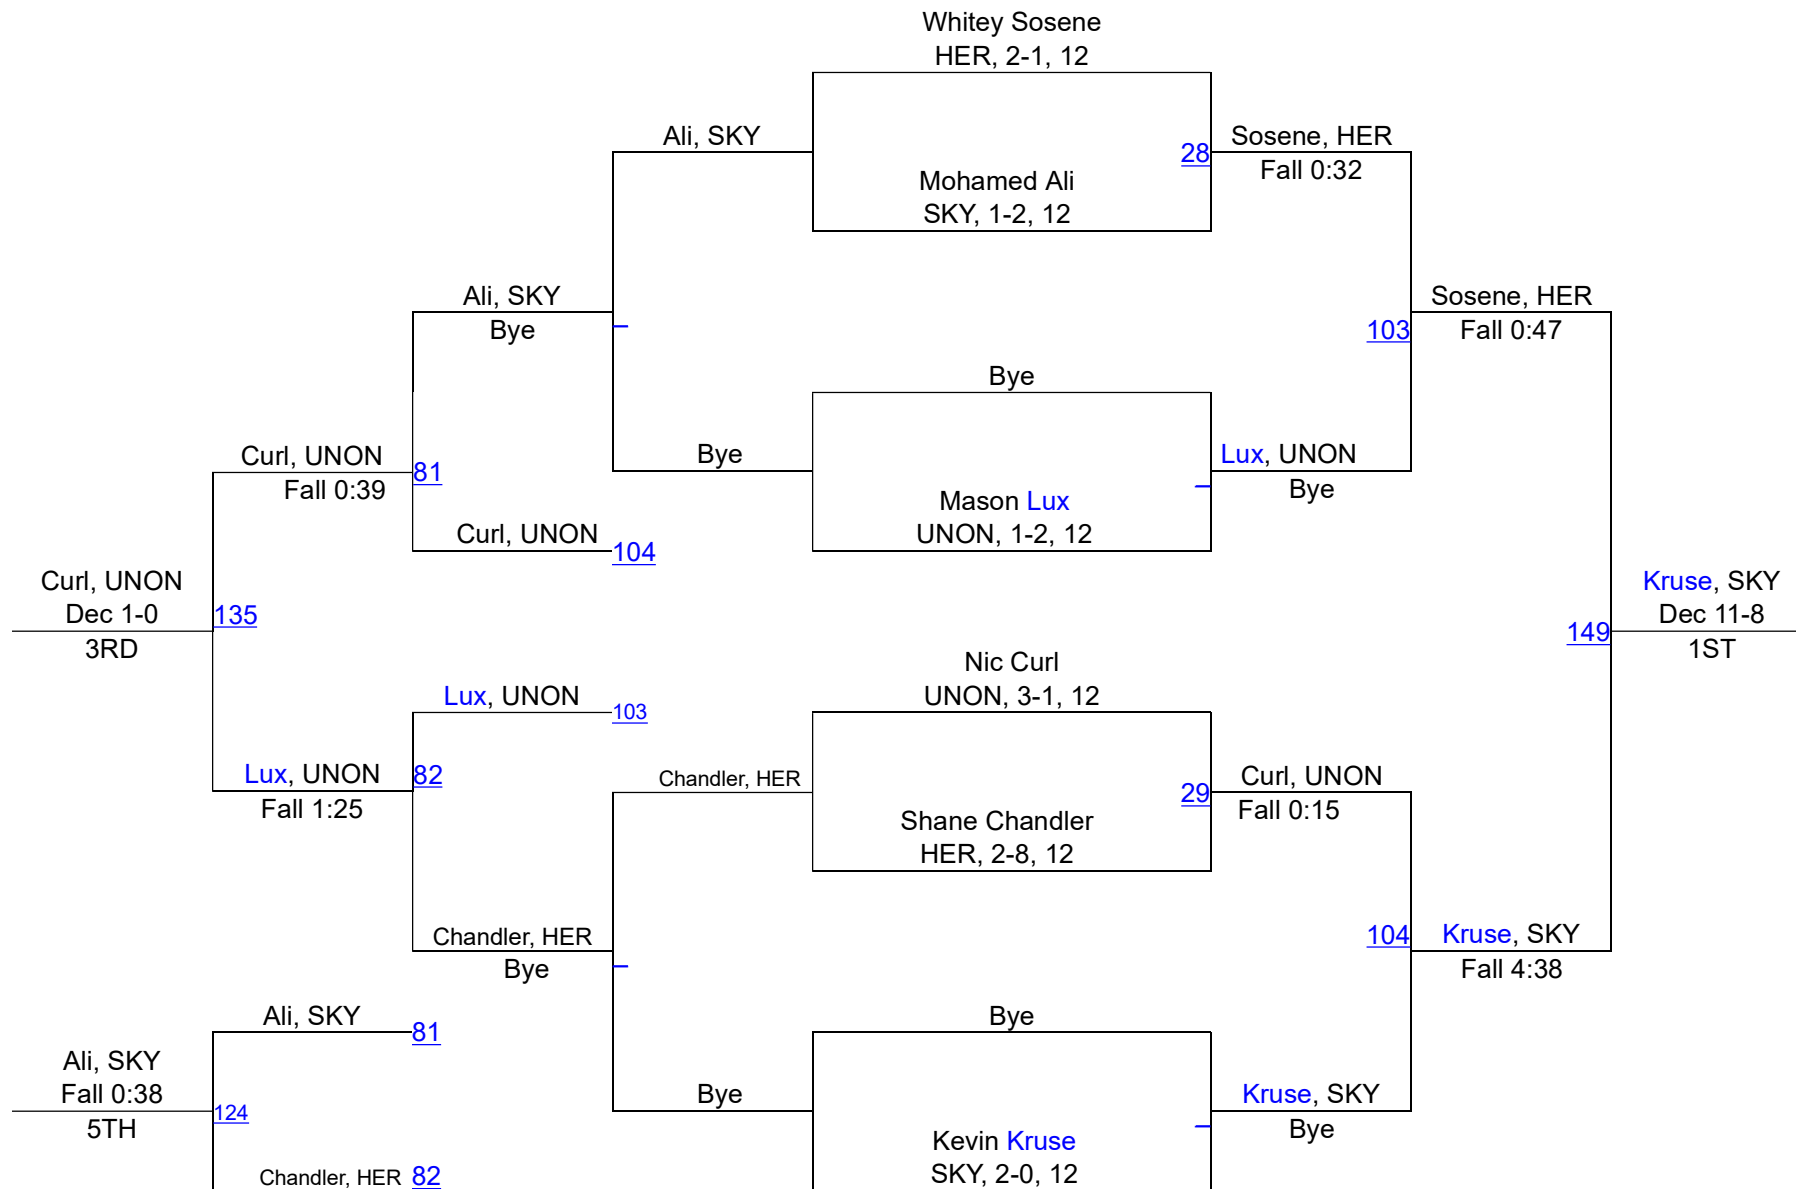 Whitey Sosene
HER, 2-1, 12
Ali, SKY
28
Sosene, HER
Fall 0:32
Mohamed Ali
SKY, 1-2, 12
Ali, SKY
Bye
103
Sosene, HER
Fall 0:47
Bye
Curl, UNON
Fall 0:39
81
Bye
Lux, UNON
Bye
Mason Lux
UNON, 1-2, 12
Curl, UNON
104
Curl, UNON
Dec 1-0
3RD
135
149
Kruse, SKY
Dec 11-8
1ST
Nic Curl
UNON, 3-1, 12
Lux, UNON
103
Lux, UNON
Fall 1:25
82
Chandler, HER
29
Curl, UNON
Fall 0:15
Shane Chandler
HER, 2-8, 12
Chandler, HER
Bye
104
Kruse, SKY
Fall 4:38
Ali, SKY
81
Bye
Ali, SKY
Fall 0:38
5TH
124
Bye
Kruse, SKY
Bye
Kevin Kruse
SKY, 2-0, 12
Chandler, HER
82